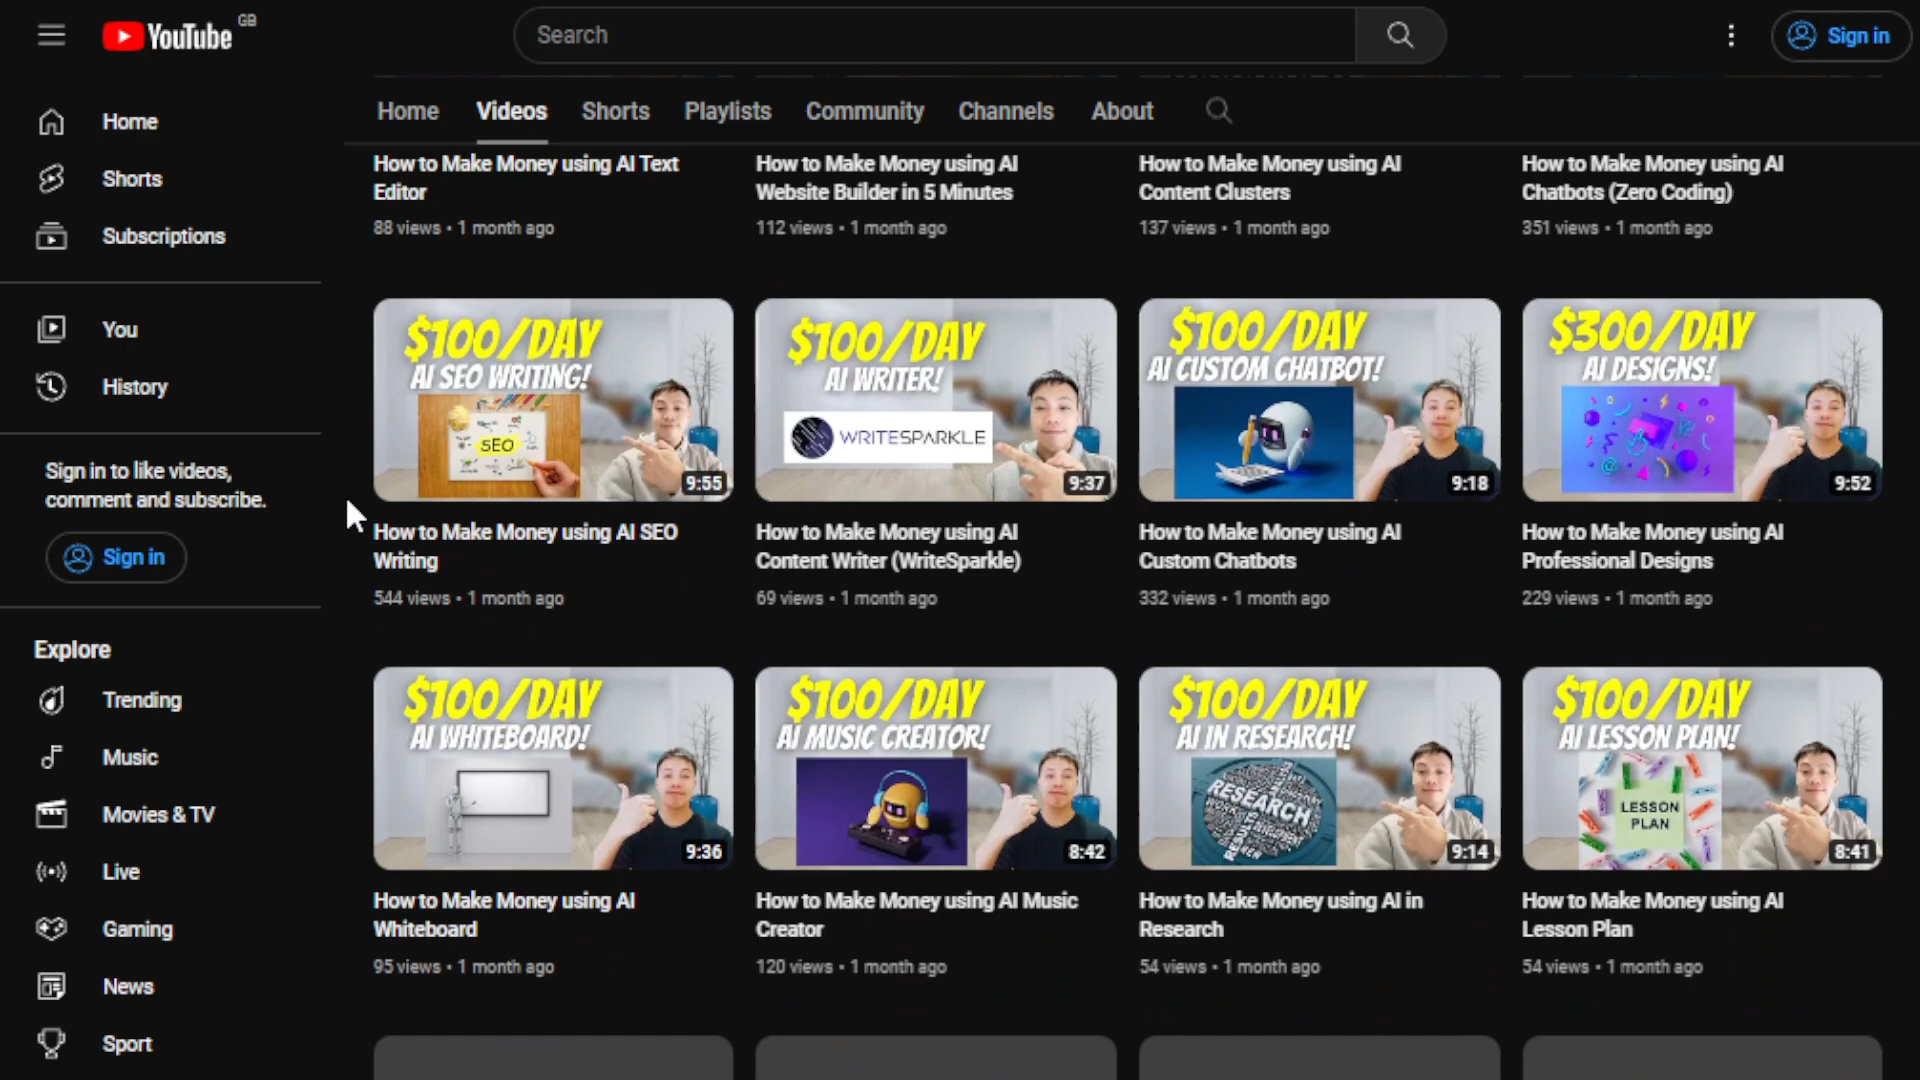 YouTube GB
Search
Sign in
Home
Shorts
Subscriptions
You
History
Sign in to like videos,
comment and subscribe.
Sign in
Explore
Trending
Music
Movies & TV
Live
Gaming
News
Sport
Home Videos Shorts Playlists Community Channels About
How to Make Money using AI Text
Editor
88 views • 1 month ago
How to Make Money using AI
Website Builder in 5 Minutes
112 views • 1 month ago
How to Make Money using AI
Content Clusters
137 views • 1 month ago
How to Make Money using AI
Chatbots (Zero Coding)
351 views • 1 month ago
$100/DAY
AI SEO WRITING!
SEO
9:55
How to Make Money using AI SEO
Writing
544 views • 1 month ago
$100/DAY
AI WRITER!
WRITESPARKLE
9:37
How to Make Money using AI
Content Writer (WriteSparkle)
69 views • 1 month ago
$100/DAY
AI CUSTOM CHATBOT!
9:18
How to Make Money using AI
Custom Chatbots
332 views • 1 month ago
$300/DAY
AI DESIGNS!
9:52
How to Make Money using AI
Professional Designs
229 views • 1 month ago
$100/DAY
AI WHITEBOARD!
9:36
How to Make Money using AI
Whiteboard
95 views • 1 month ago
$100/DAY
AI MUSIC CREATOR!
8:42
How to Make Money using AI Music
Creator
120 views • 1 month ago
$100/DAY
AI IN RESEARCH!
RESEARCH
9:14
How to Make Money using AI in
Research
54 views • 1 month ago
$100/DAY
AI LESSON PLAN!
LESSON
PLAN
8:41
How to Make Money using AI
Lesson Plan
54 views • 1 month ago